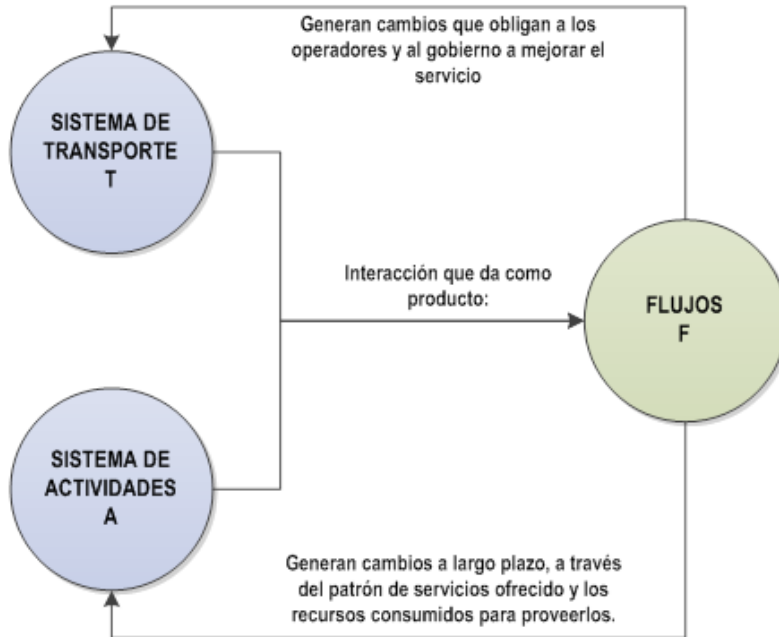 Generan cambios que obligan a los
operadores y al gobierno a mejorar el
servicio
SISTEMA DE
TRANSPORTE
T
Interacción que da como
producto:
FLUJOS
F
SISTEMA DE
ACTIVIDADES
A
Generan cambios a largo plazo, a través
del patrón de servicios ofrecido y los
recursos consumidos para proveerlos.